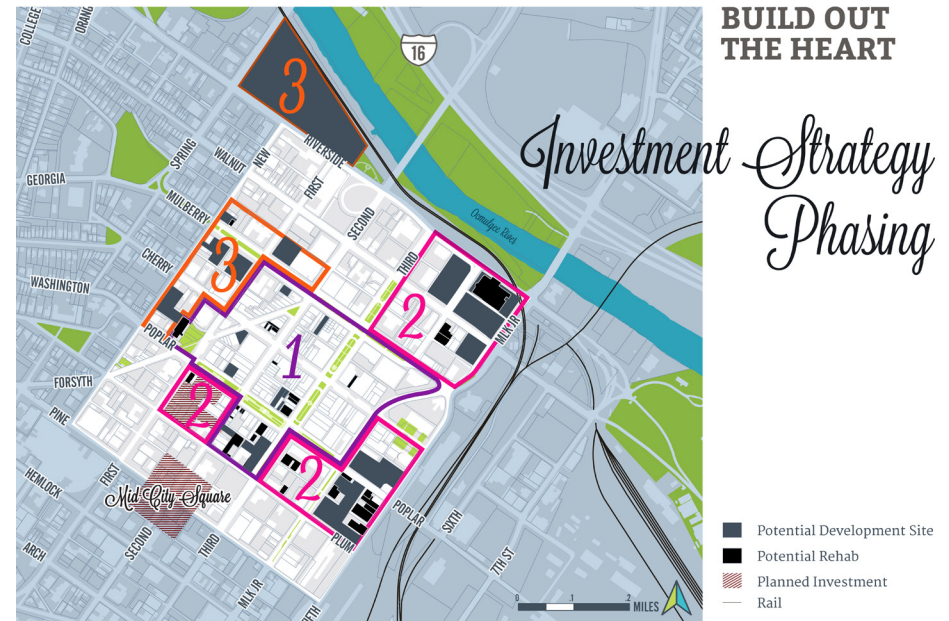 BUILD OUT
THE HEART
Investment Strategy
Phasing
COLLEGE
ORANG
16
3
RIVERSIDE
SPRING
WALNUT
NEW
FIRST
GEORGIA
MULBERRY
SECOND
Ocmulgee River
CHERRY
3
THIRD
WASHINGTON
2
MLK JR
POPLAR
1
FORSYTH
2
PINE
HEMLOCK
FIRST
Mid-City-Square
2
POPLAR
SIXTH
ARCH
SECOND
THIRD
PLUM
7TH ST
MLK JR
FTH
0 .1 .2 MILES
Potential Development Site
Potential Rehab
Planned Investment
Rail